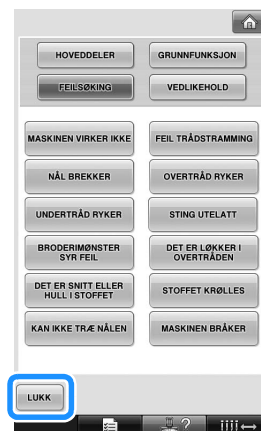 HOVEDDELER
GRUNNFUNKSJON
FEILSØKING
VEDLIKEHOLD
MASKINEN VIRKER IKKE
FEIL TRÅDSTRAMMING
NÅL BREKKER
OVERTRÅD RYKER
UNDERTRÅD RYKER
STING UTELATT
BRODERIMØNSTER
SYR FEIL
DET ER LØKKER I
OVERTRÅDEN
DET ER SNITT ELLER
HULL I STOFFET
STOFFET KRØLLES
KAN IKKE TRÆ NÅLEN
MASKINEN BRÅKER
LUKK
?